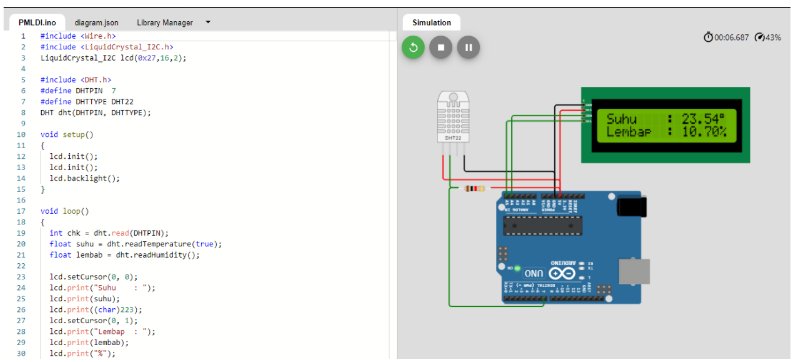 PMLDI.ino diagram.json Library Manager
Simulation
00:06.687 43%
1 #include <Wire.h>
2 #include <LiquidCrystal_I2C.h>
3 LiquidCrystal_I2C lcd(0x27,16,2);
4
5 #include <DHT.h>
6 #define DHTPIN 7
7 #define DHTTYPE DHT22
8 DHT dht(DHTPIN, DHTTYPE);
9
10 void setup()
11 {
12 lcd.init();
13 lcd.init();
14 lcd.backlight();
15 }
16
17 void loop()
18 {
19 int chk = dht.read(DHTPIN);
20 float suhu = dht.readTemperature(true);
21 float lembab = dht.readHumidity();
22
23 lcd.setCursor(0, 0);
24 lcd.print("Suhu    : ");
25 lcd.print(suhu);
26 lcd.print((char)223);
27 lcd.setCursor(0, 1);
28 lcd.print("Lembap  : ");
29 lcd.print(lembab);
30 lcd.print("%");
DHT22
Suhu : 23.54°
Lembap : 10.70%
ARDUINO
UNO
DIGITAL (PWM ~)